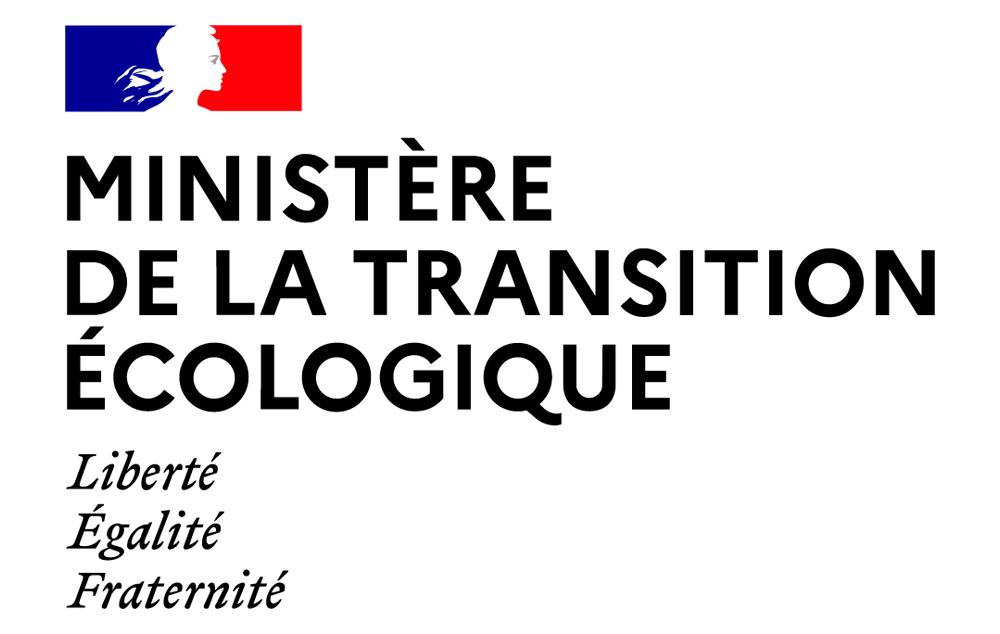 MINISTÈRE
DE LA TRANSITION
ÉCOLOGIQUE
Liberté
Égalité
Fraternité